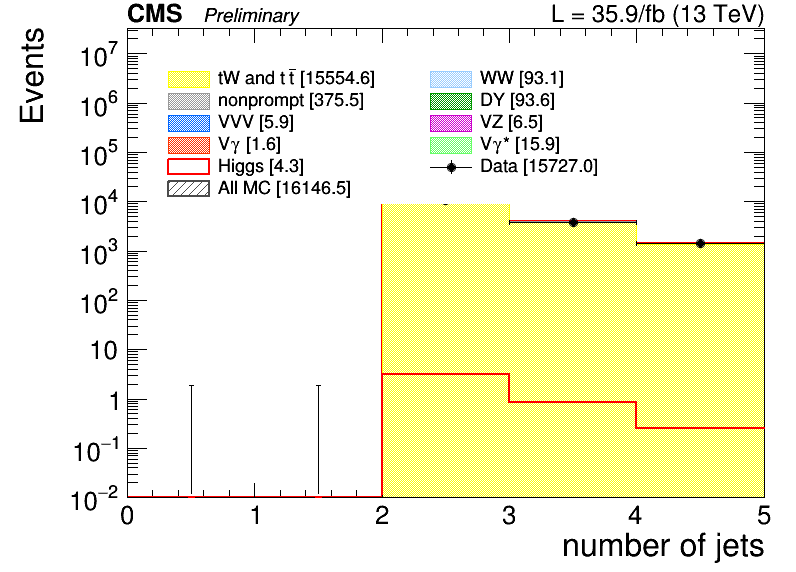 CMS Preliminary L = 35.9/fb (13 TeV)
Events
10⁷
10⁶
10⁵
10⁴
10³
10²
10
1
10⁻¹
10⁻²
tW and tt̅ [15554.6] WW [93.1]
nonprompt [375.5] DY [93.6]
VVV [5.9] VZ [6.5]
Vγ [1.6] Vγ* [15.9]
Higgs [4.3] Data [15727.0]
All MC [16146.5]
0 1 2 3 4 5
number of jets